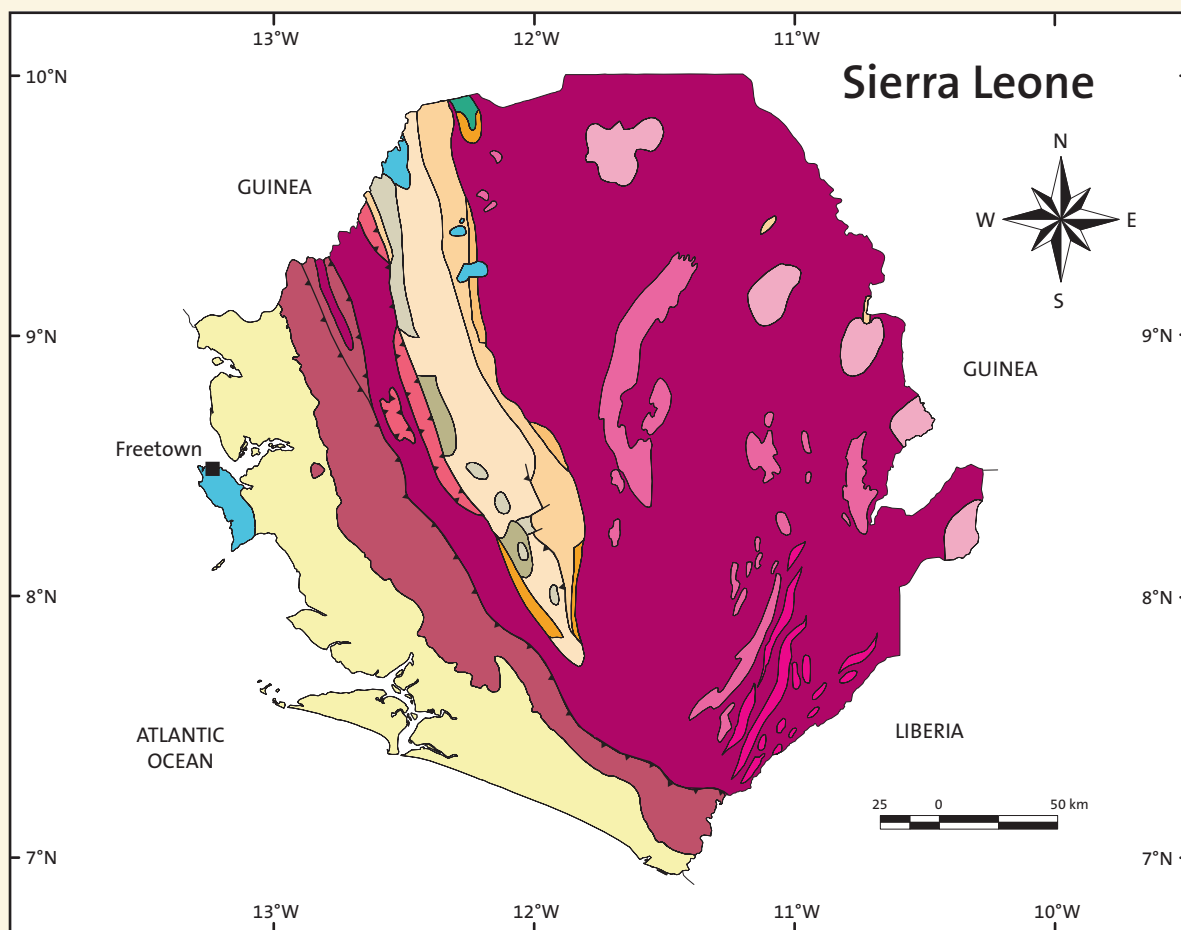 13°W 12°W 11°W
10°N
Sierra Leone
N
GUINEA
W E
S
9°N 9°N
GUINEA
Freetown
8°N 8°N
ATLANTIC
OCEAN
LIBERIA
25 0 50 km
7°N 7°N
13°W 12°W 11°W 10°W